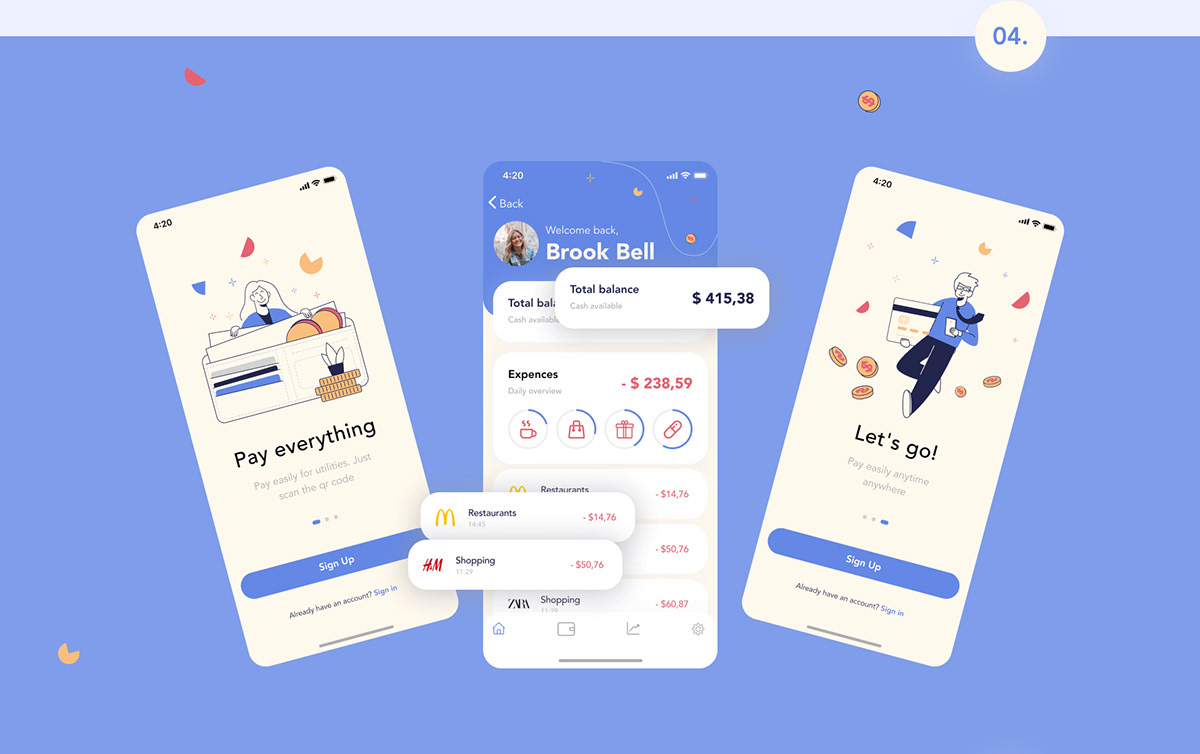 04.
4:20
Pay everything
Pay easily for utilities. Just
scan the qr code
Sign Up
Already have an account? Sign in
4:20
Back
Welcome back,
Brook Bell
Total bala
Cash available
Total balance
Cash available
$ 415,38
Expences
Daily overview
- $ 238,59
Restaurants
- $14,76
Restaurants
14:45
- $14,76
- $50,76
H&M
Shopping
11:29
- $50,76
ZARA
Shopping
11:29
- $60,87
4:20
Let's go!
Pay easily anytime
anywhere
Sign Up
Already have an account? Sign in